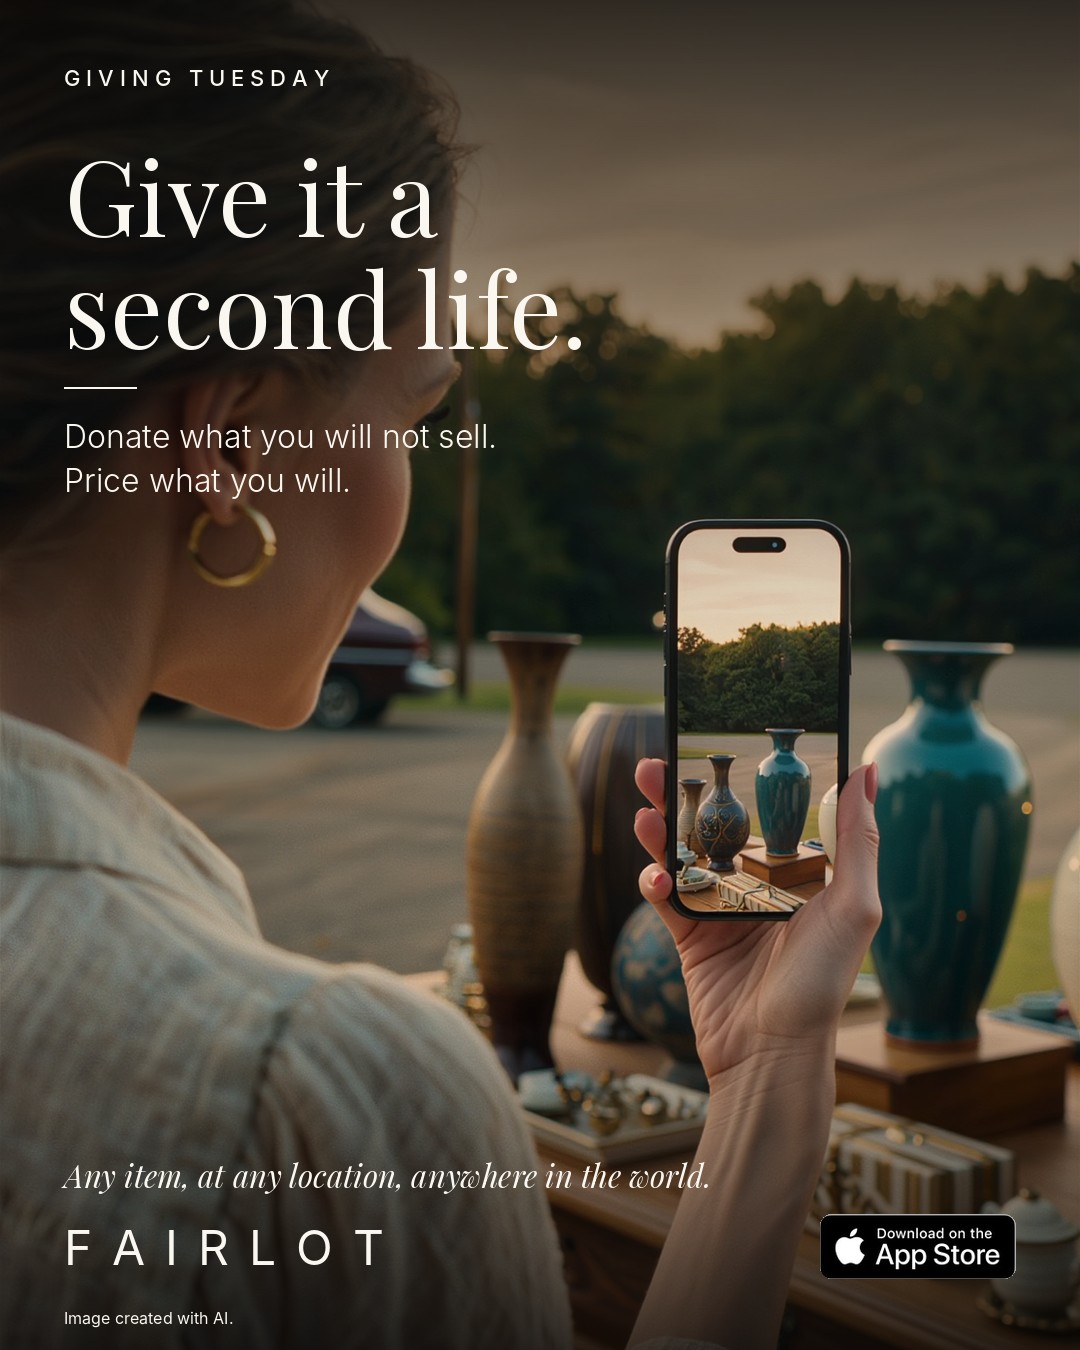 GIVING TUESDAY
Give it a
second life.
Donate what you will not sell.
Price what you will.
Any item, at any location, anywhere in the world.
FAIRLOT
Download on the
App Store
Image created with AI.